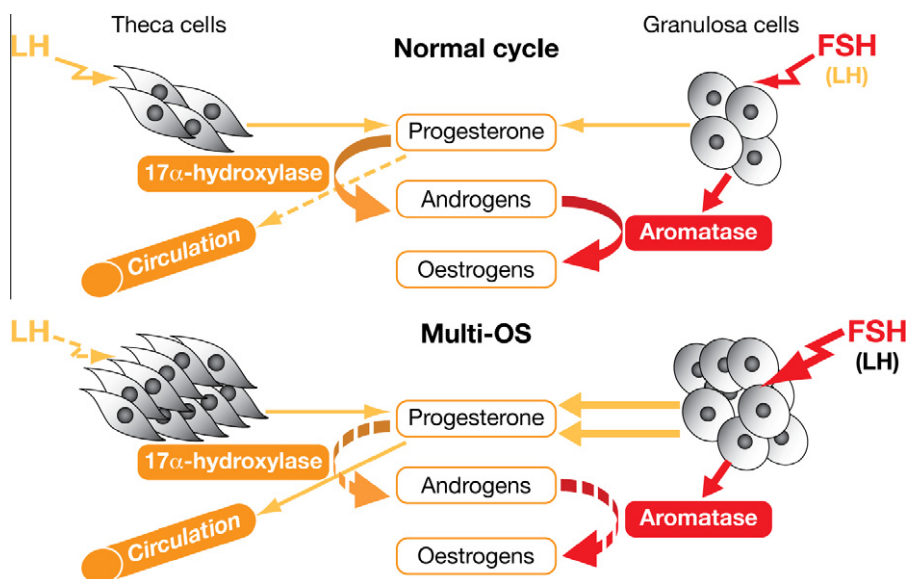 Theca cells
Granulosa cells
LH
Normal cycle
FSH
(LH)
Progesterone
17α-hydroxylase
Androgens
Aromatase
Circulation
Oestrogens
LH
Multi-OS
FSH
(LH)
Progesterone
17α-hydroxylase
Androgens
Aromatase
Circulation
Oestrogens